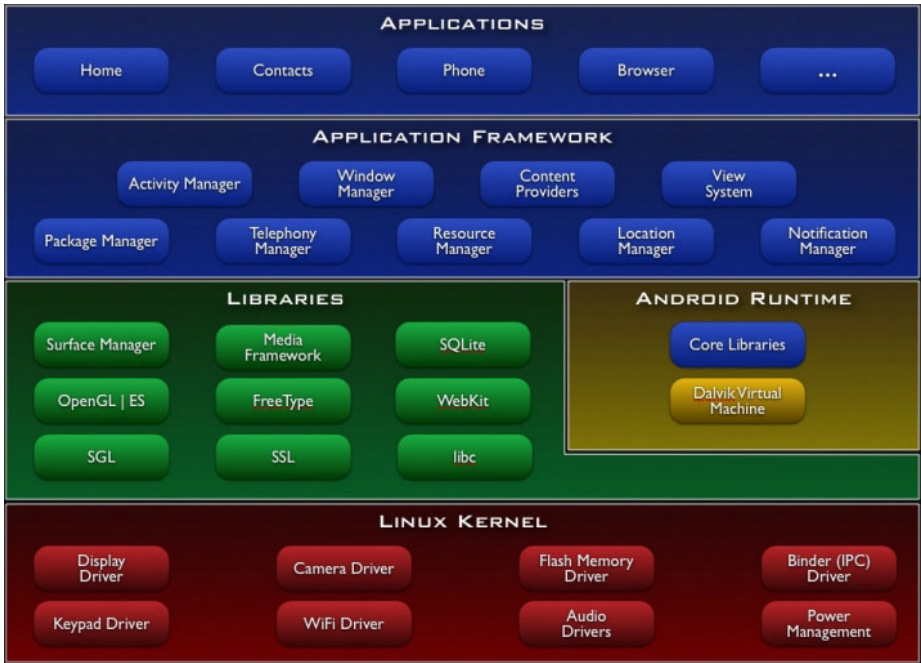 APPLICATIONS
Home
Contacts
Phone
Browser
...
APPLICATION FRAMEWORK
Activity Manager
Window
Manager
Content
Providers
View
System
Package Manager
Telephony
Manager
Resource
Manager
Location
Manager
Notification
Manager
LIBRARIES
Surface Manager
Media
Framework
SQLite
OpenGL | ES
FreeType
WebKit
SGL
SSL
libc
ANDROID RUNTIME
Core Libraries
Dalvik Virtual
Machine
LINUX KERNEL
Display
Driver
Camera Driver
Flash Memory
Driver
Binder (IPC)
Driver
Keypad Driver
WiFi Driver
Audio
Drivers
Power
Management